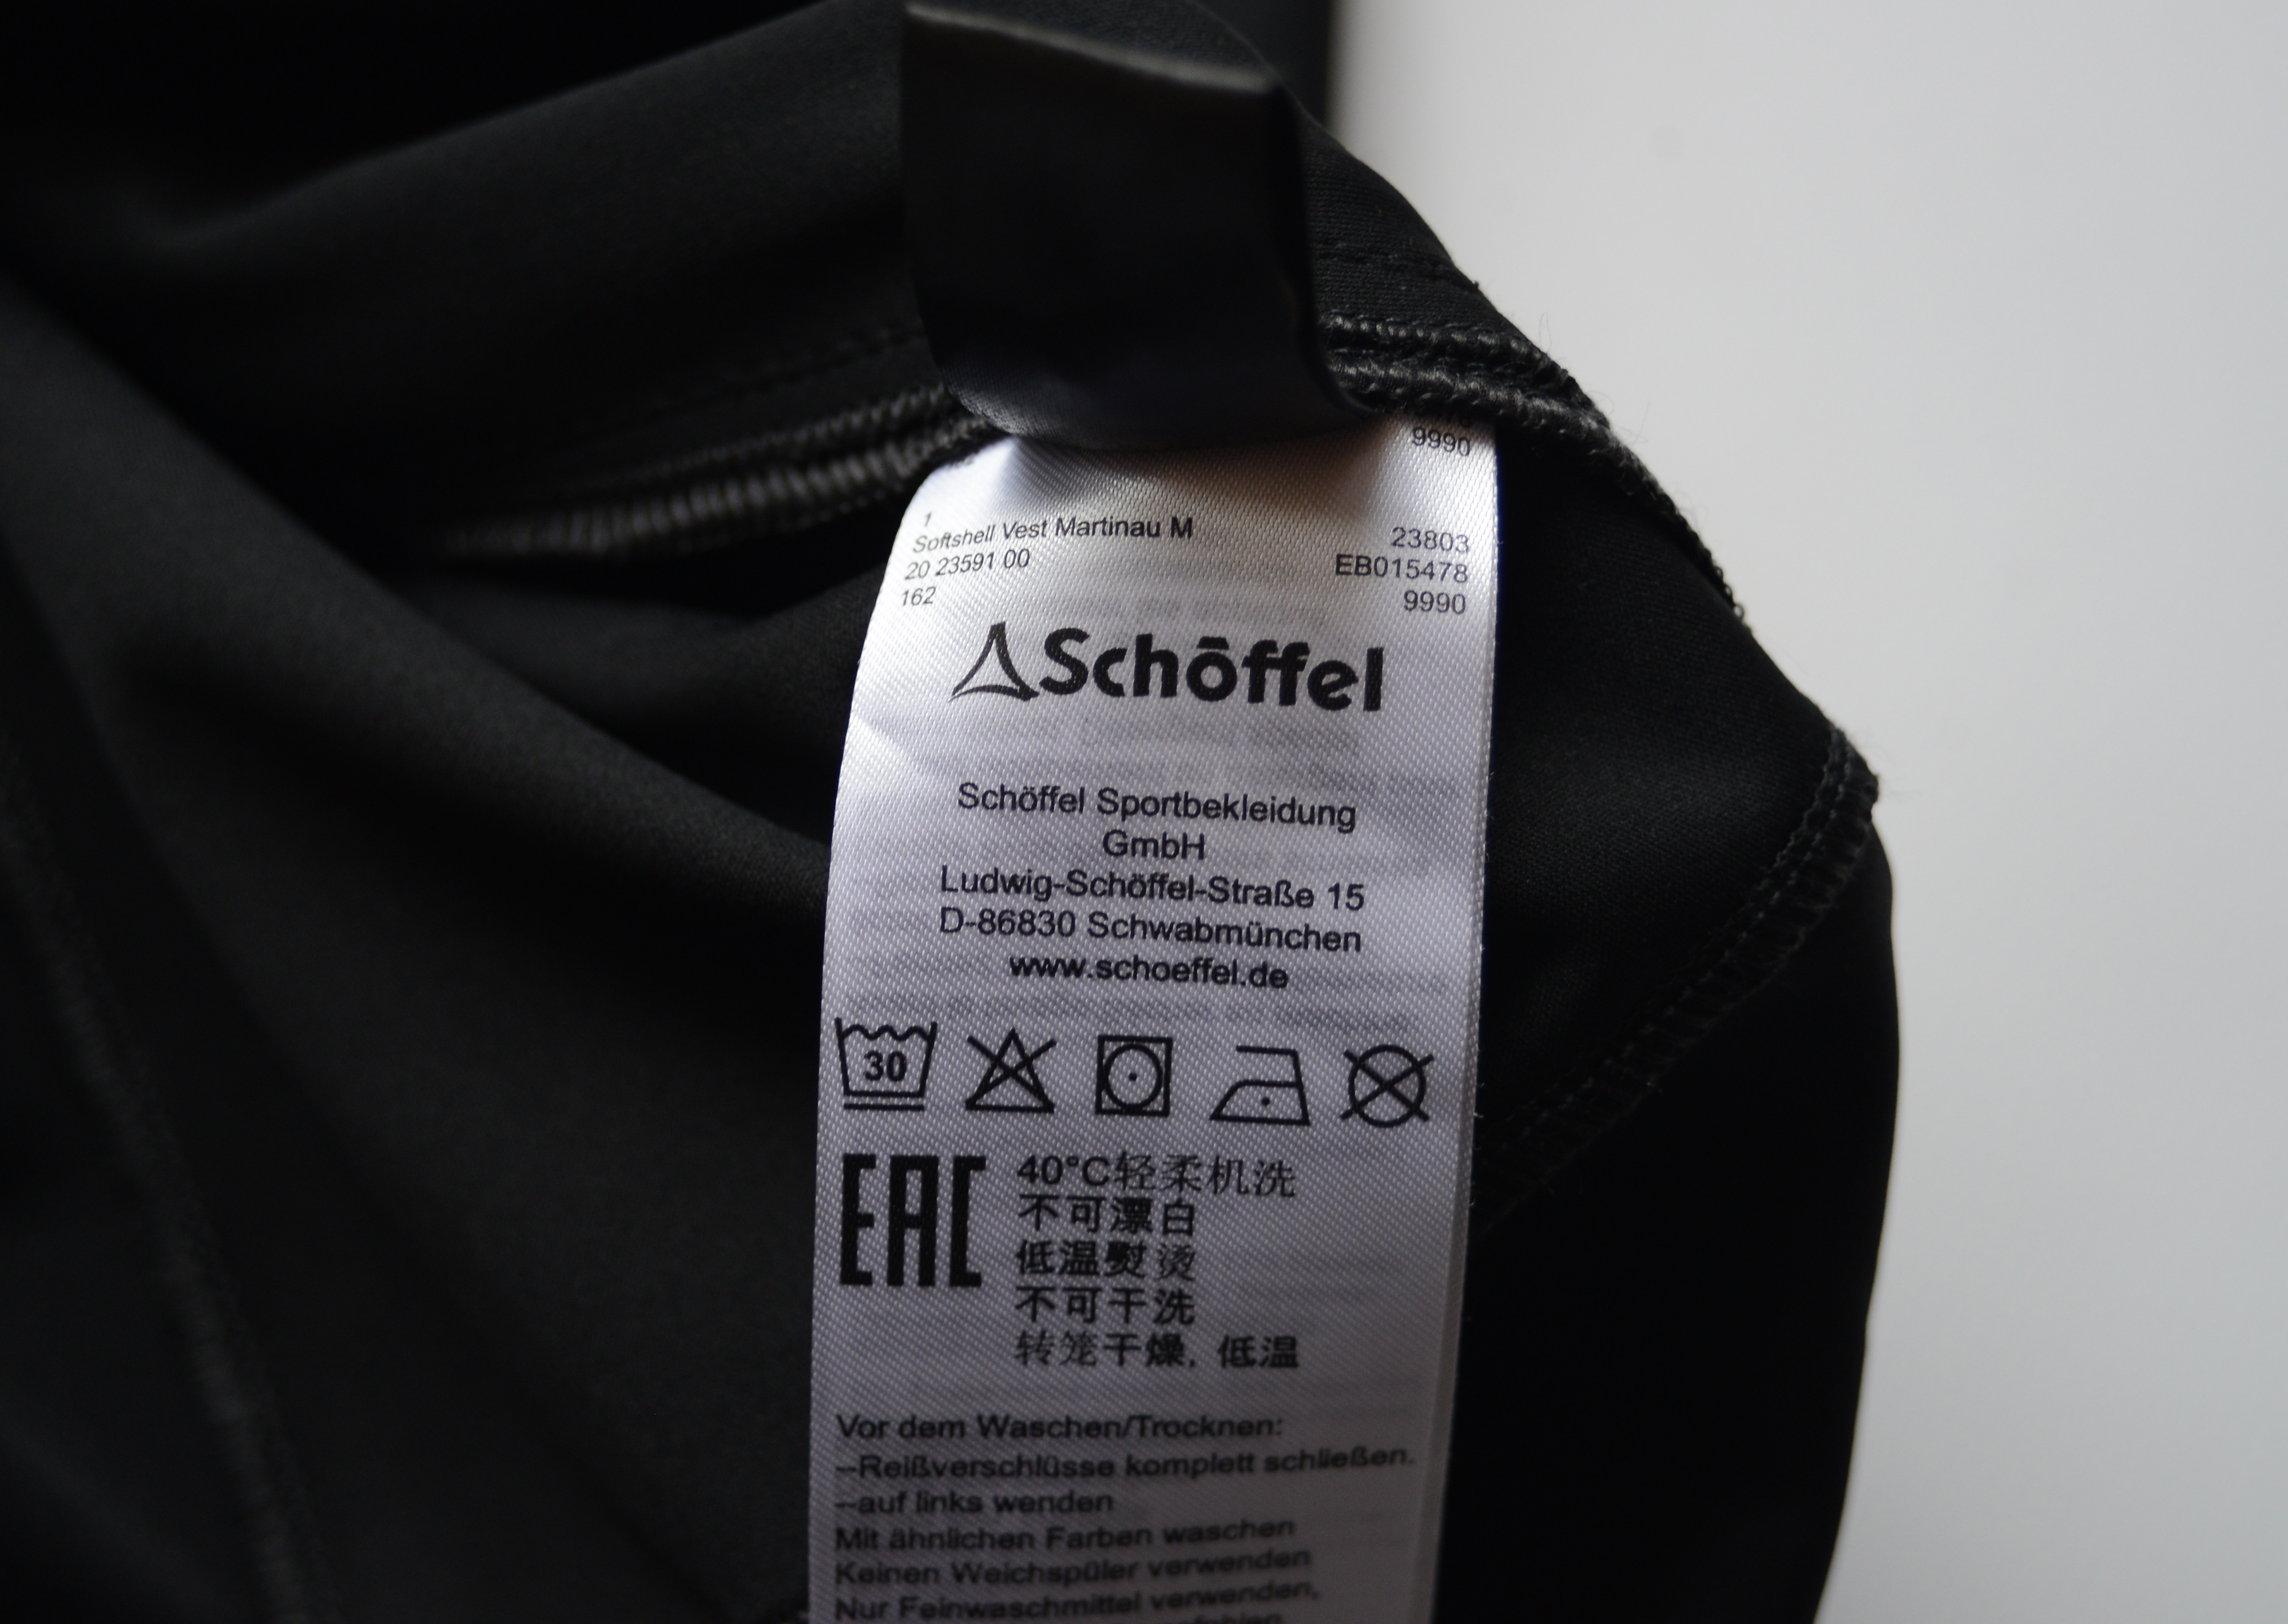 9990
1
Softshell Vest Martinau M 23803
20 23591 00 EB015478
162 9990
Schöffel
Schöffel Sportbekleidung
GmbH
Ludwig-Schöffel-Straße 15
D-86830 Schwabmünchen
www.schoeffel.de
30
EAC
40°C轻柔机洗
不可漂白
低温熨烫
不可干洗
转笼干燥, 低温
Vor dem Waschen/Trocknen:
–Reißverschlüsse komplett schließen.
–auf links wenden
Mit ähnlichen Farben waschen
Keinen Weichspüler verwenden
Nur Feinwaschmittel verwenden,